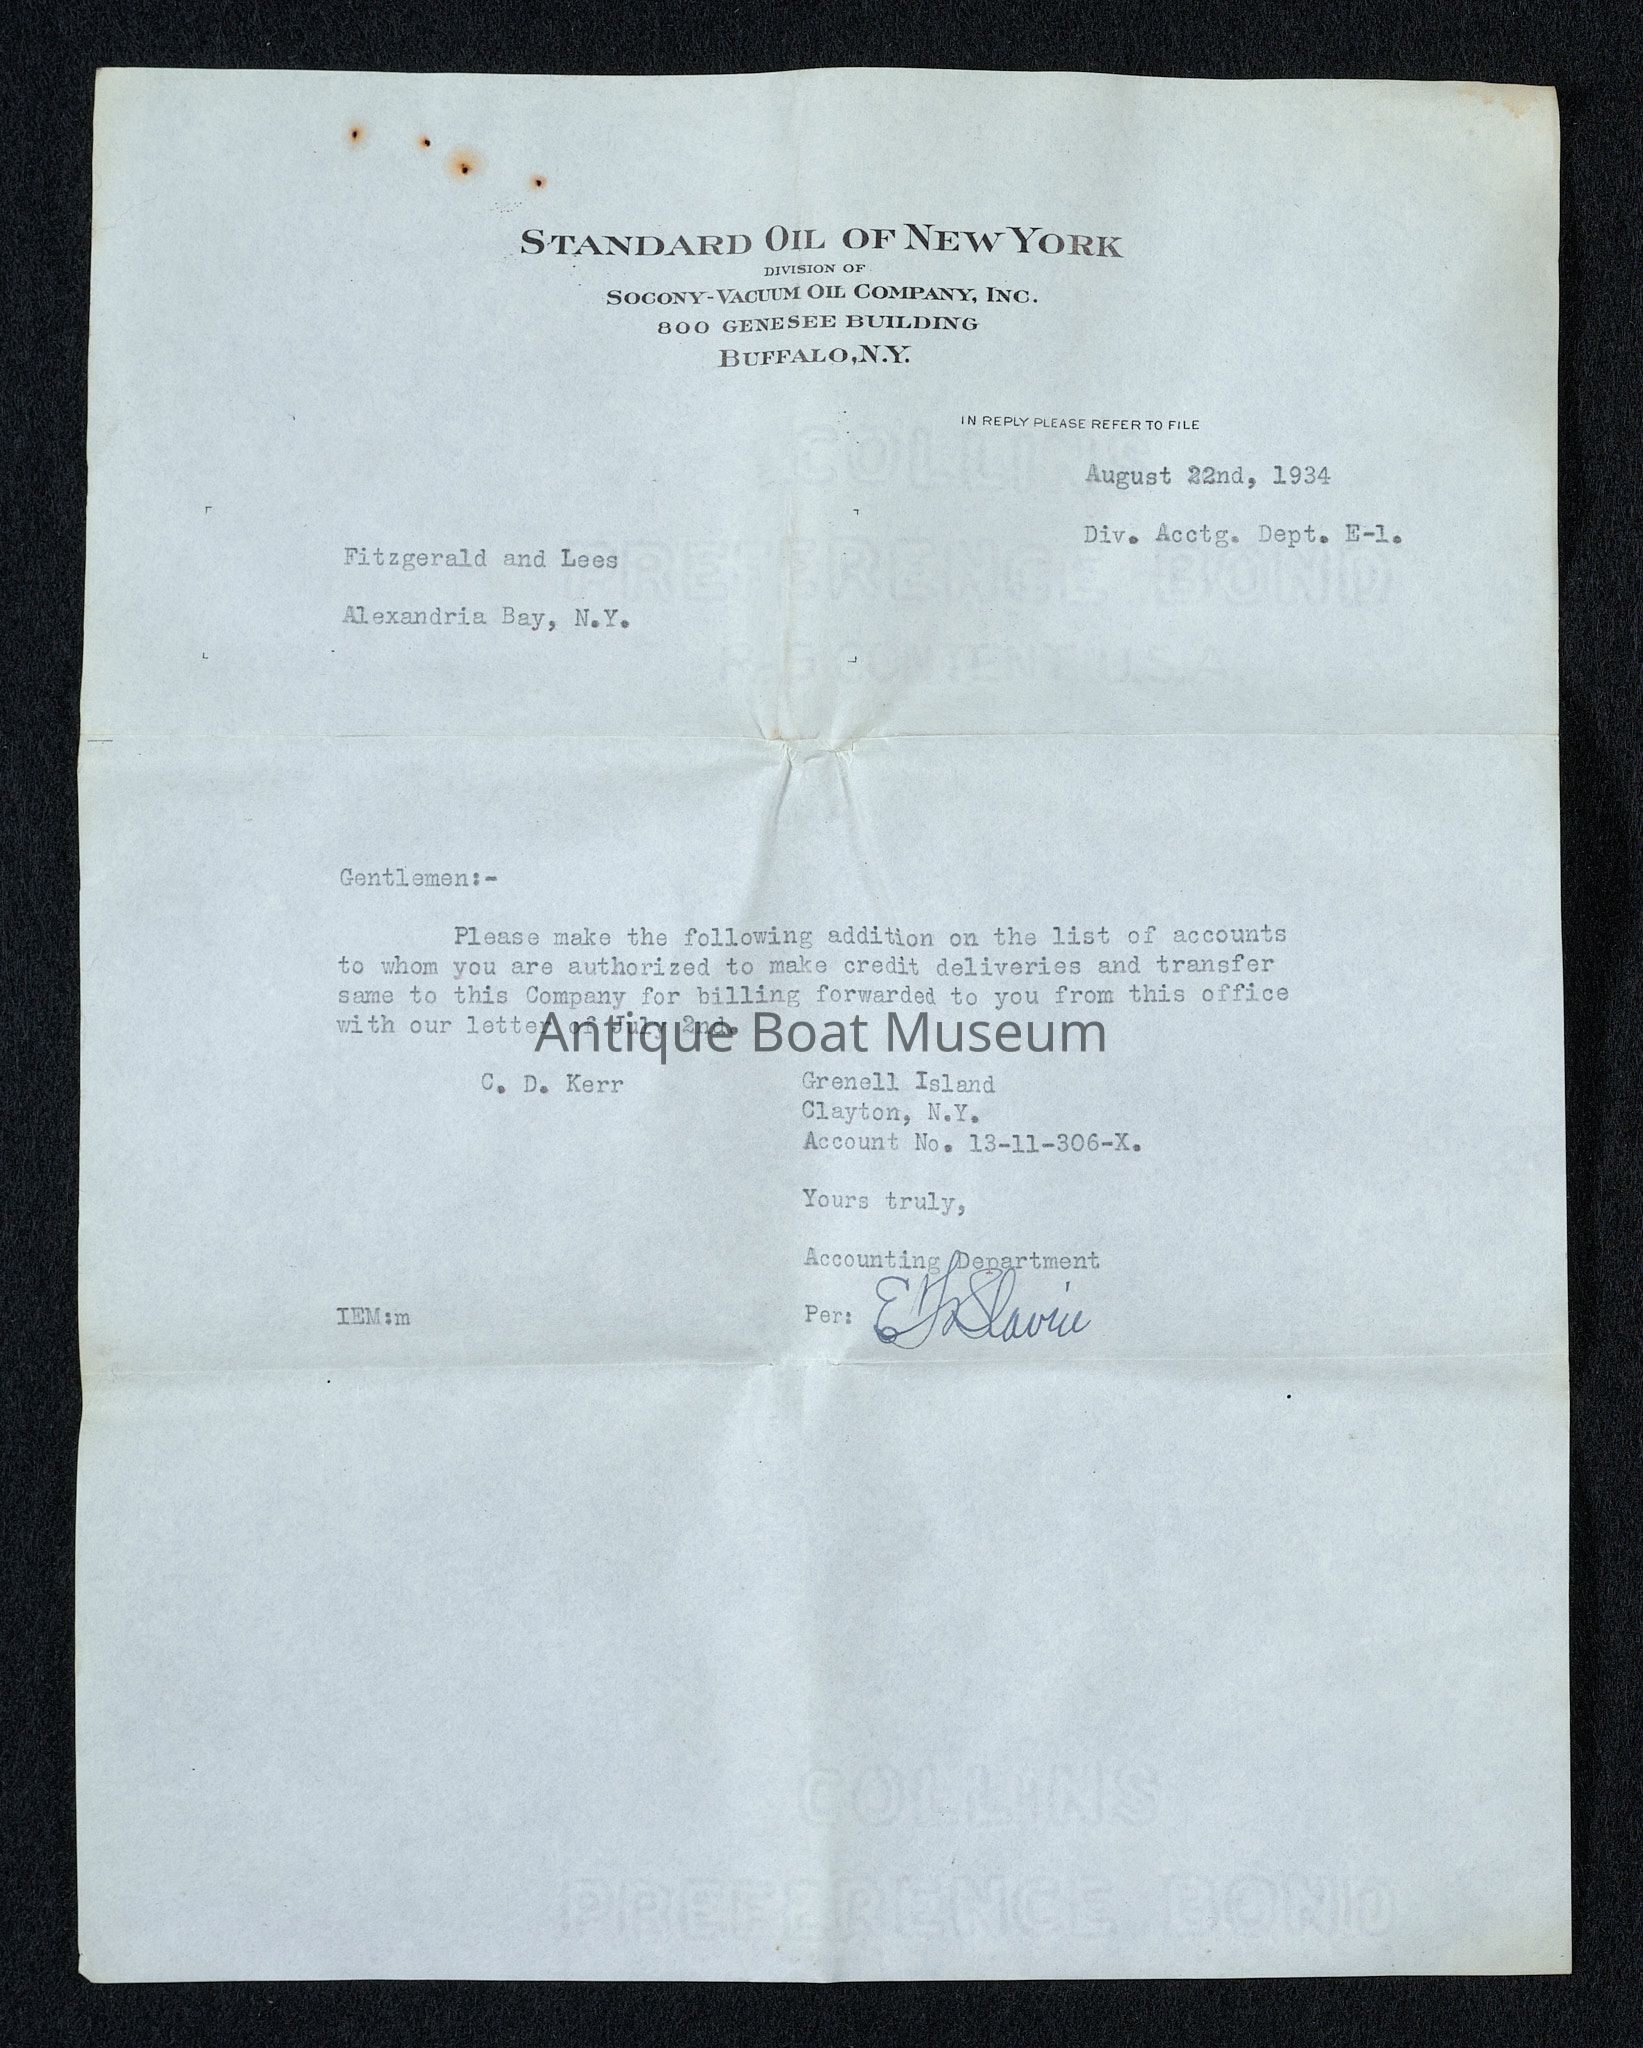 STANDARD OIL OF NEW YORK
DIVISION OF
SOCONY-VACUUM OIL COMPANY, INC.
800 GENESEE BUILDING
BUFFALO, N.Y.
IN REPLY PLEASE REFER TO FILE
August 22nd, 1934
Div. Acctg. Dept. E-1.
Fitzgerald and Lees
Alexandria Bay, N.Y.
Gentlemen:-
Please make the following addition on the list of accounts
to whom you are authorized to make credit deliveries and transfer
same to this Company for billing forwarded to you from this office
with our letter of July 2nd.
Antique Boat Museum
C. D. Kerr Grenell Island
Clayton, N.Y.
Account No. 13-11-306-X.
Yours truly,
Accounting Department
IEM:m Per: Slavin
COLLINS
PREFERENCE BOND